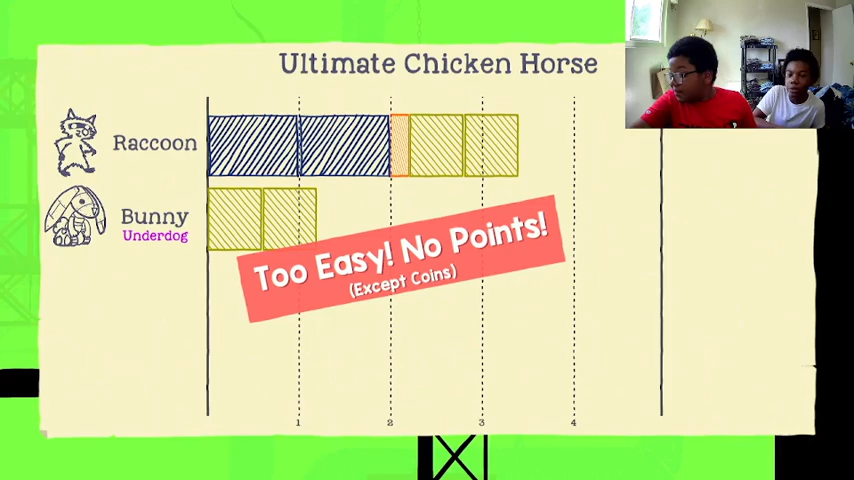 Ultimate Chicken Horse
Raccoon
Bunny
Underdog
Too Easy! No Points!
(Except Coins)
1 2 3 4